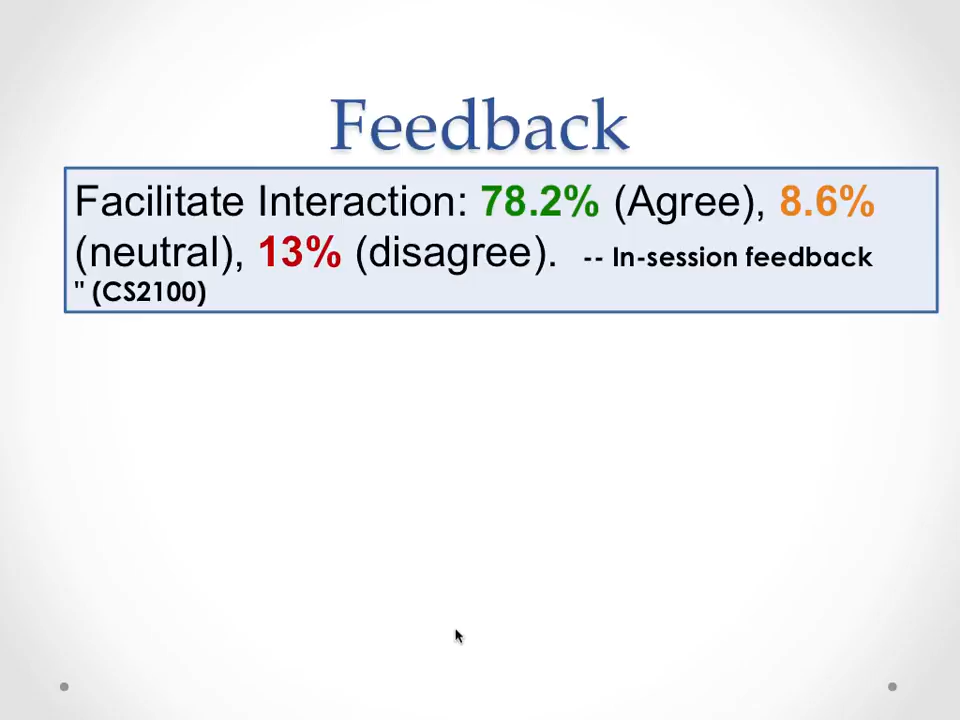 Feedback
Facilitate Interaction: 78.2% (Agree), 8.6%
(neutral), 13% (disagree).   -- In-session feedback
" (CS2100)